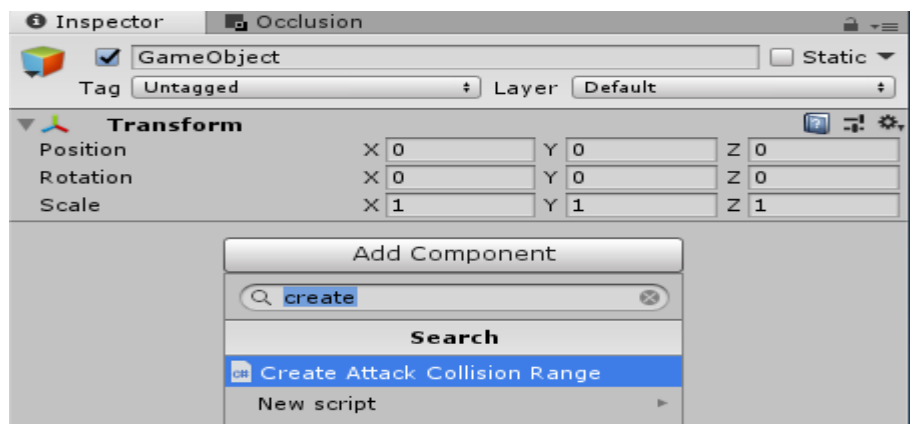 Inspector Occlusion
GameObject Static
Tag Untagged Layer Default
Transform
Position X 0 Y 0 Z 0
Rotation X 0 Y 0 Z 0
Scale X 1 Y 1 Z 1
Add Component
create
Search
C# Create Attack Collision Range
New script